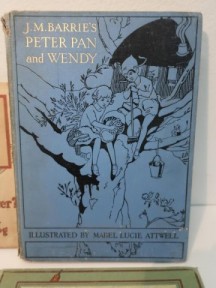 J.M.BARRIE'S
PETER PAN
and WENDY
ILLUSTRATED BY MABEL LUCIE ATTWELL